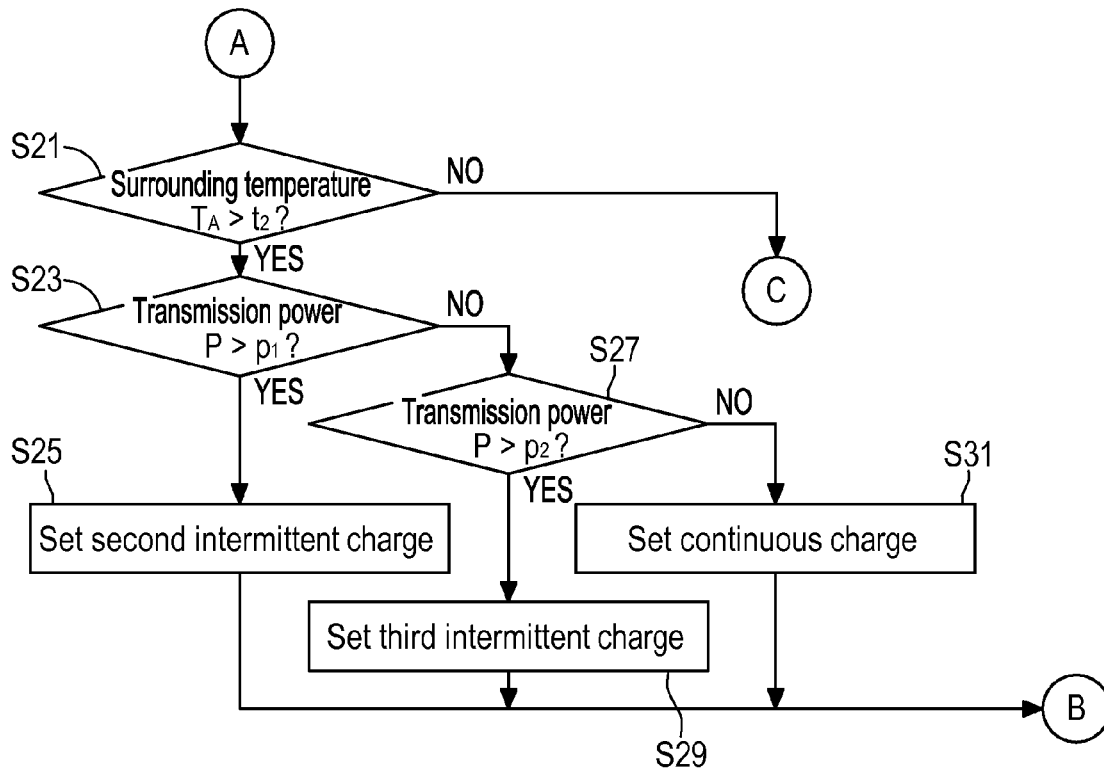 A
S21
Surrounding temperature
TA > t2 ?
NO
YES
C
S23
Transmission power
P > p1 ?
NO
YES
S27
Transmission power
P > p2 ?
NO
YES
S25
Set second intermittent charge
S31
Set continuous charge
Set third intermittent charge
S29
B